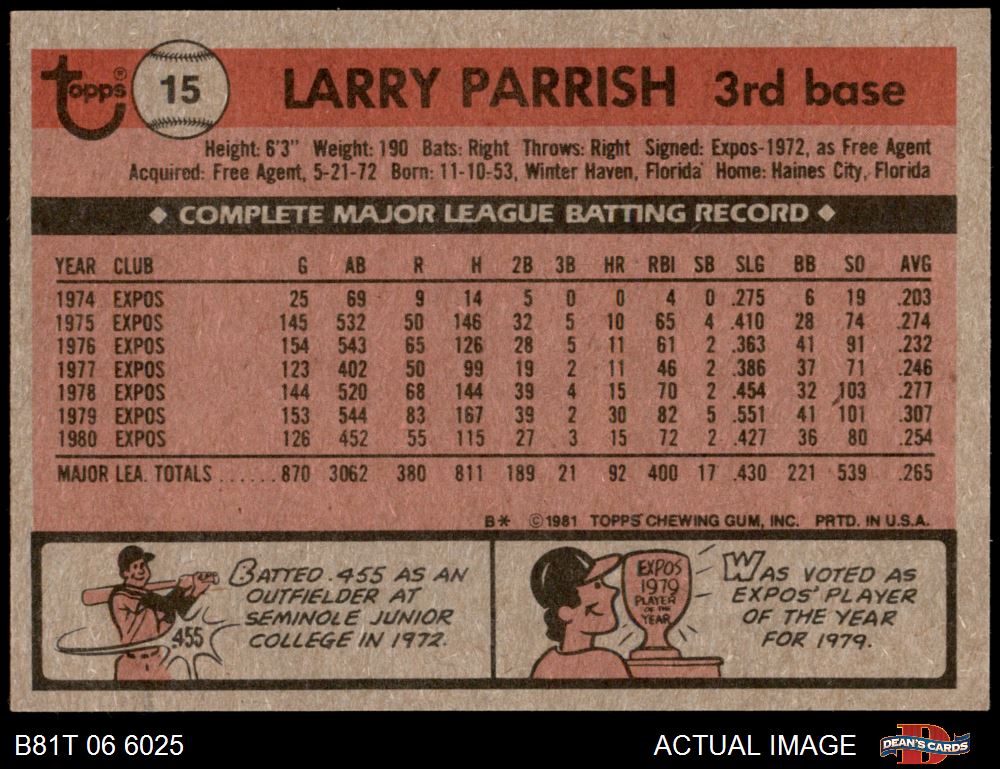 topps® 15 LARRY PARRISH 3rd base
Height: 6'3" Weight: 190 Bats: Right Throws: Right Signed: Expos-1972, as Free Agent
Acquired: Free Agent, 5-21-72 Born: 11-10-53, Winter Haven, Florida Home: Haines City, Florida
◆ COMPLETE MAJOR LEAGUE BATTING RECORD ◆
YEAR CLUB G AB R H 2B 3B HR RBI SB SLG BB SO AVG
1974 EXPOS 25 69 9 14 5 0 0 4 0 .275 6 19 .203
1975 EXPOS 145 532 50 146 32 5 10 65 4 .410 28 74 .274
1976 EXPOS 154 543 65 126 28 5 11 61 2 .363 41 91 .232
1977 EXPOS 123 402 50 99 19 2 11 46 2 .386 37 71 .246
1978 EXPOS 144 520 68 144 39 4 15 70 2 .454 32 103 .277
1979 EXPOS 153 544 83 167 39 2 30 82 5 .551 41 101 .307
1980 EXPOS 126 452 55 115 27 3 15 72 2 .427 36 80 .254
MAJOR LEA. TOTALS ......870 3062 380 811 189 21 92 400 17 .430 221 539 .265
B* ©1981 TOPPS CHEWING GUM, INC. PRTD. IN U.S.A.
BATTED .455 AS AN
OUTFIELDER AT
SEMINOLE JUNIOR
COLLEGE IN 1972.
.455
EXPOS
1979
PLAYER
OF THE
YEAR
WAS VOTED AS
EXPOS' PLAYER
OF THE YEAR
FOR 1979.
B81T 06 6025
ACTUAL IMAGE
DEAN'S CARDS